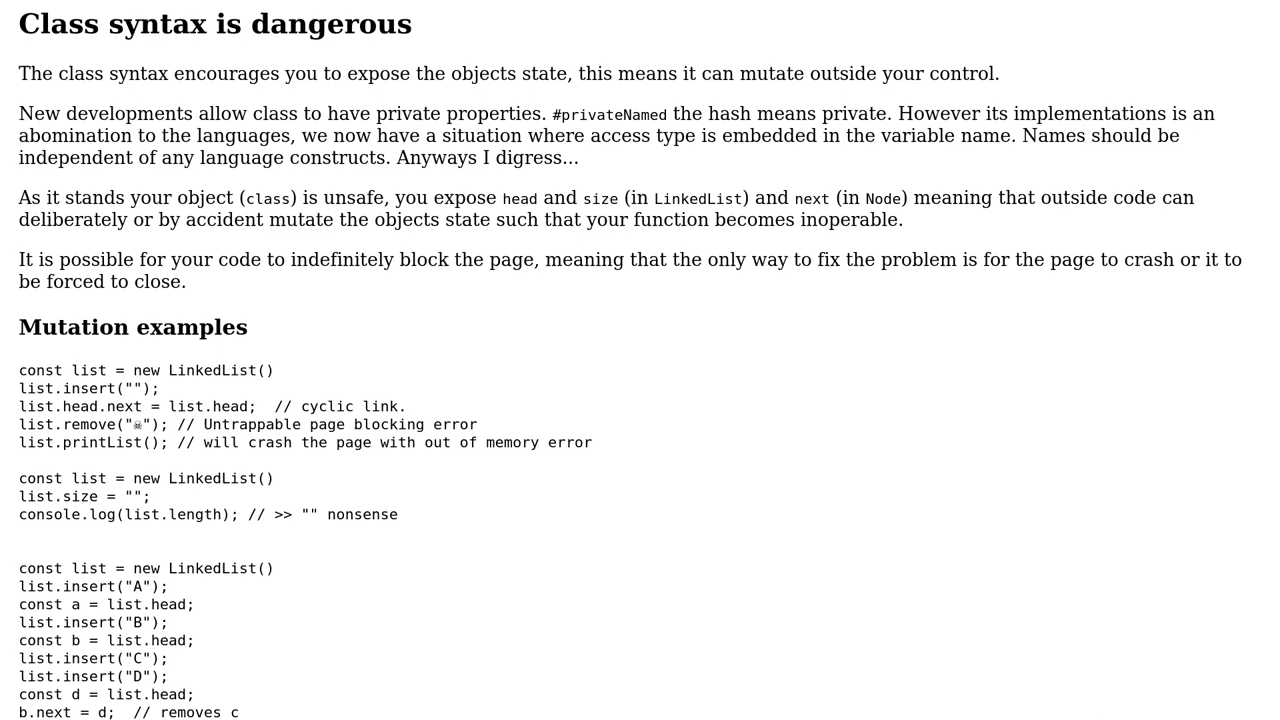 Class syntax is dangerous
The class syntax encourages you to expose the objects state, this means it can mutate outside your control.
New developments allow class to have private properties. #privateNamed the hash means private. However its implementations is an
abomination to the languages, we now have a situation where access type is embedded in the variable name. Names should be
independent of any language constructs. Anyways I digress...
As it stands your object (class) is unsafe, you expose head and size (in LinkedList) and next (in Node) meaning that outside code can
deliberately or by accident mutate the objects state such that your function becomes inoperable.
It is possible for your code to indefinitely block the page, meaning that the only way to fix the problem is for the page to crash or it to
be forced to close.
Mutation examples
const list = new LinkedList()
list.insert("");
list.head.next = list.head;  // cyclic link.
list.remove("☠"); // Untrappable page blocking error
list.printList(); // will crash the page with out of memory error
const list = new LinkedList()
list.size = "";
console.log(list.length); // >> "" nonsense
const list = new LinkedList()
list.insert("A");
const a = list.head;
list.insert("B");
const b = list.head;
list.insert("C");
list.insert("D");
const d = list.head;
b.next = d;  // removes c